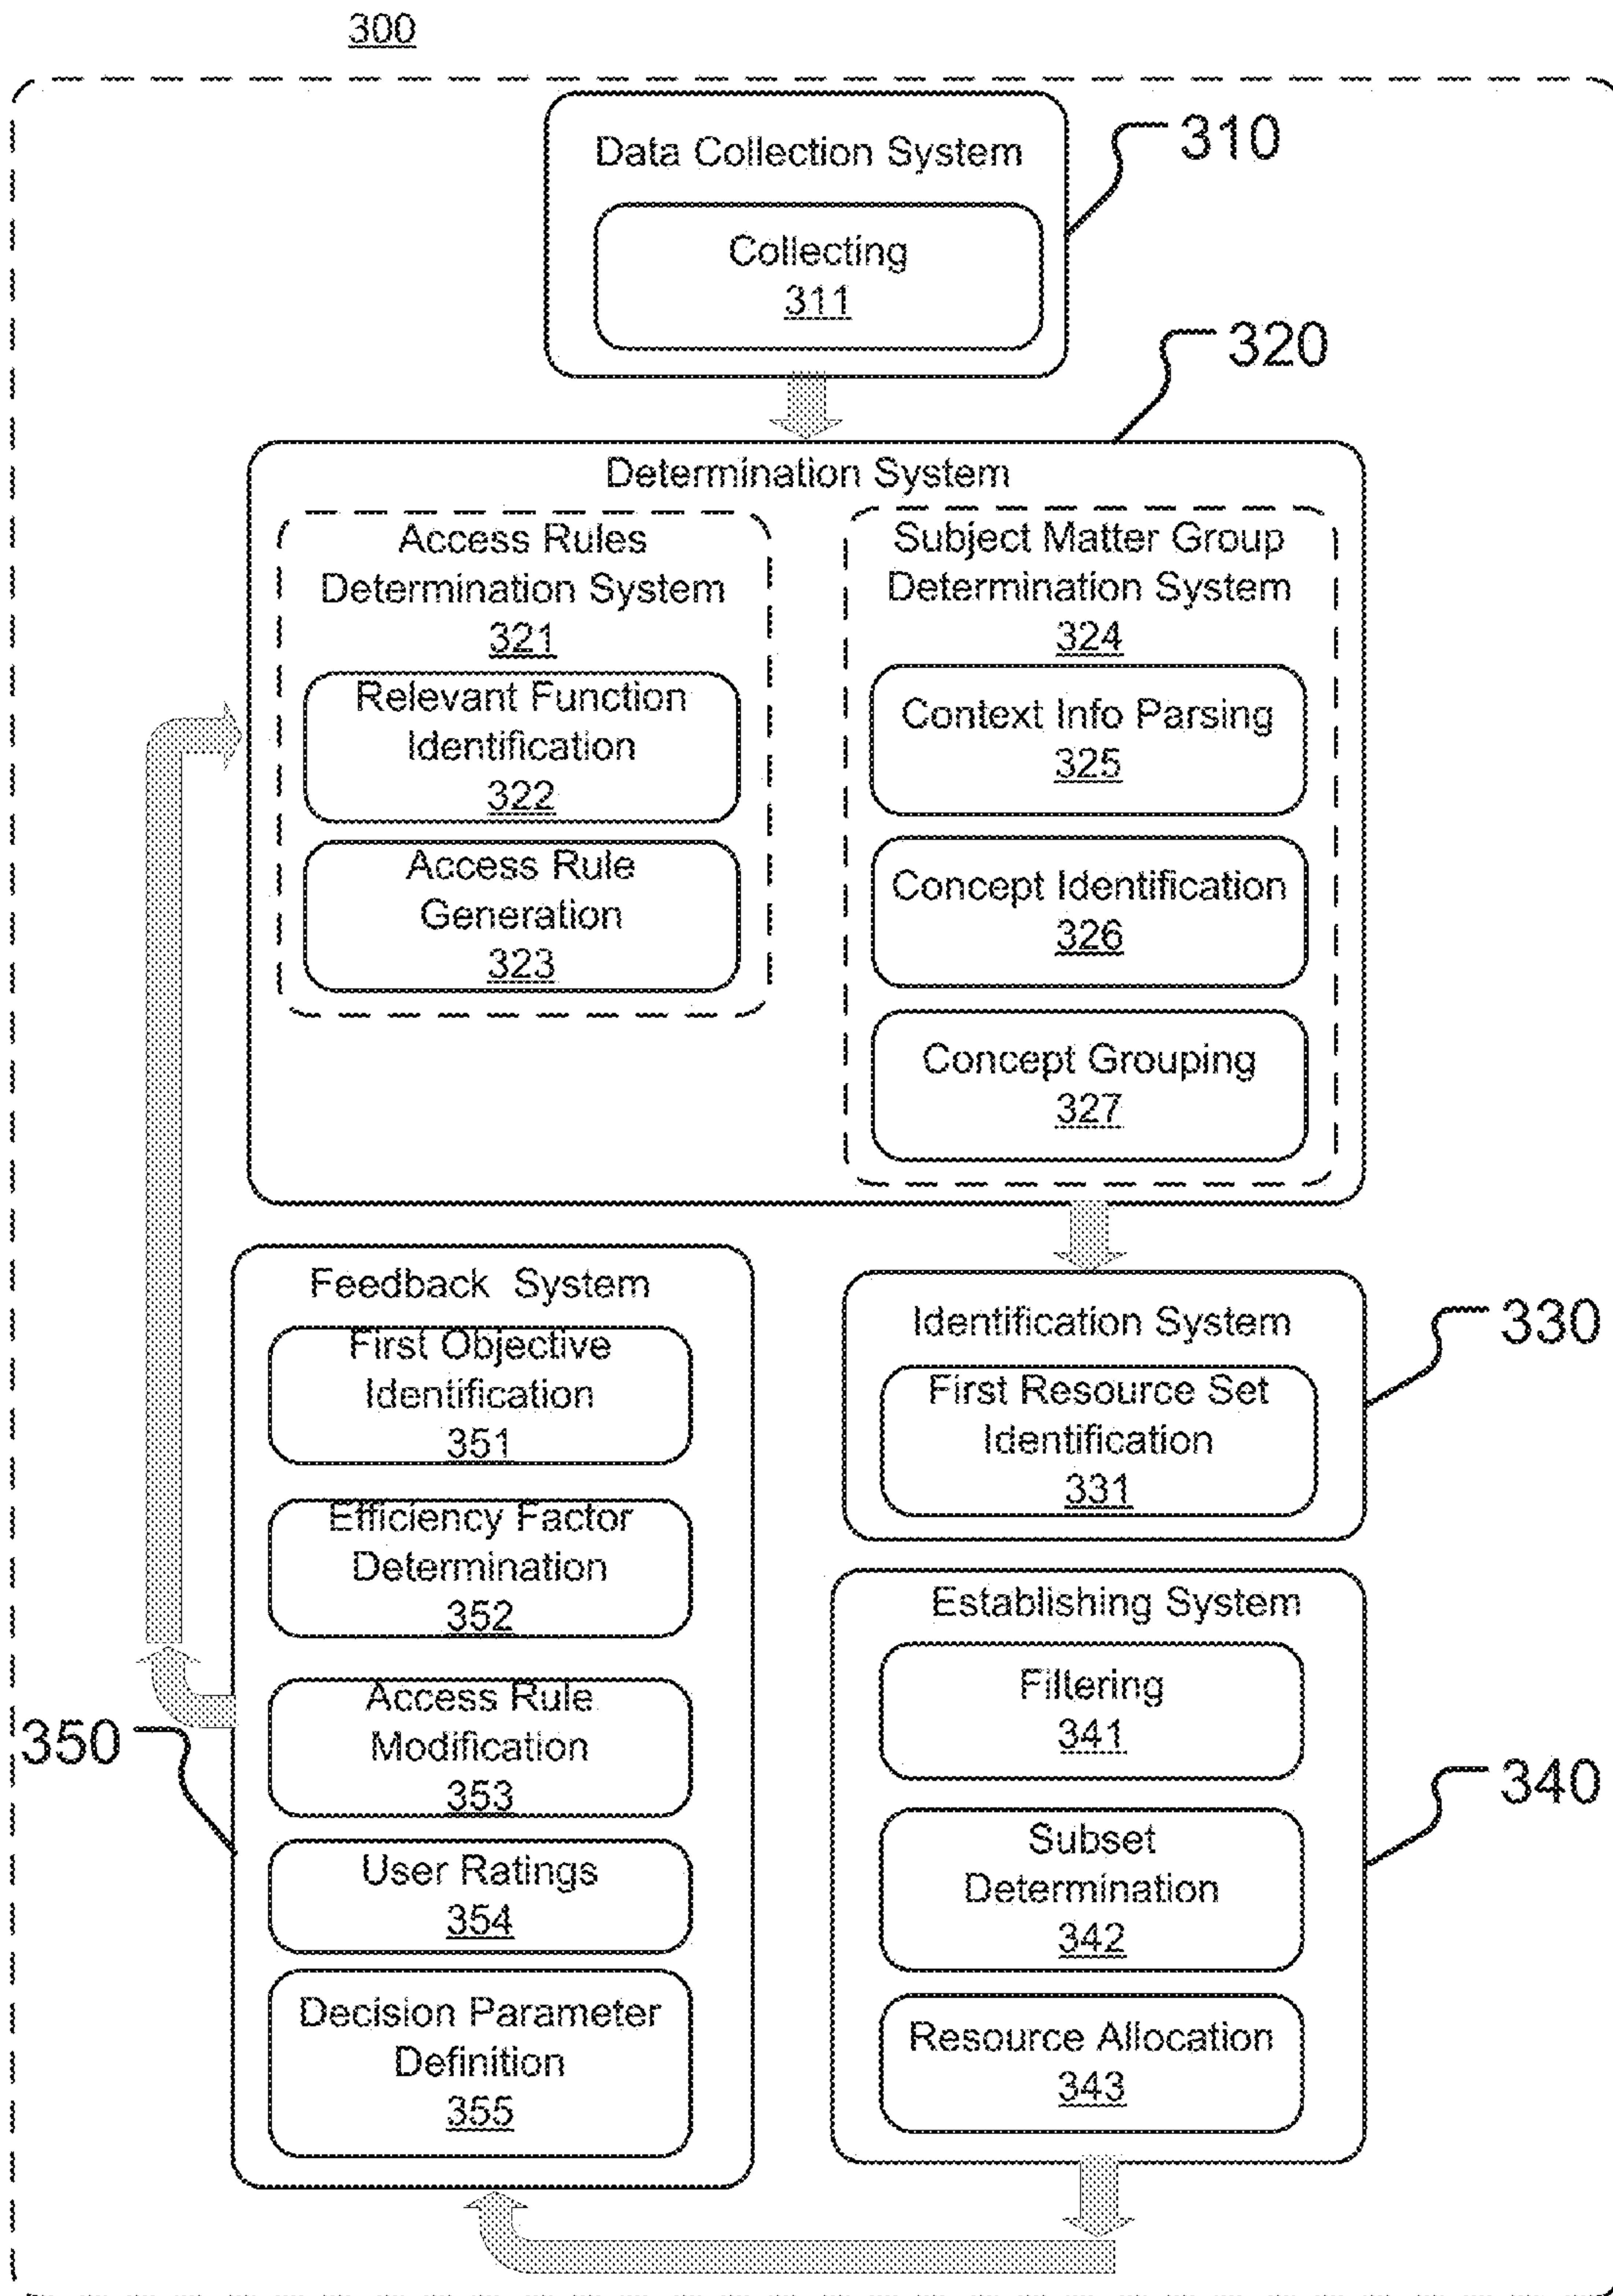 300
Data Collection System
310
Collecting
311
320
Determination System
Access Rules
Determination System
321
Relevant Function
Identification
322
Access Rule
Generation
323
Subject Matter Group
Determination System
324
Context Info Parsing
325
Concept Identification
326
Concept Grouping
327
Feedback System
First Objective
Identification
351
Efficiency Factor
Determination
352
Access Rule
Modification
353
350
User Ratings
354
Decision Parameter
Definition
355
Identification System
330
First Resource Set
Identification
331
Establishing System
Filtering
341
340
Subset
Determination
342
Resource Allocation
343